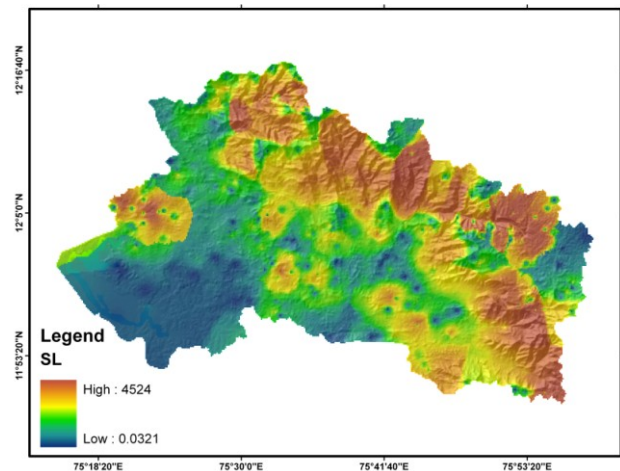 12°16'40"N
12°5'0"N
11°53'20"N
Legend
SL
High : 4524
Low : 0.0321
75°18'20"E
75°30'0"E
75°41'40"E
75°53'20"E